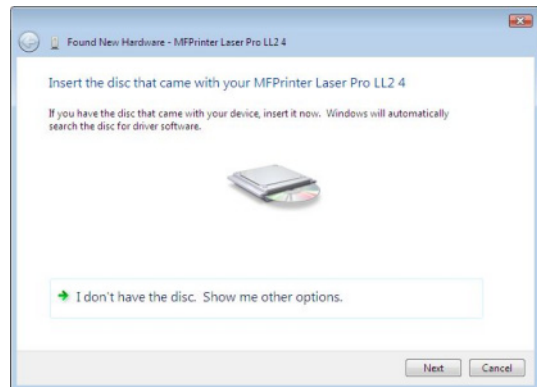 Found New Hardware - MFPrinter Laser Pro LL2 4
Insert the disc that came with your MFPrinter Laser Pro LL2 4
If you have the disc that came with your device, insert it now. Windows will automatically
search the disc for driver software.
I don't have the disc. Show me other options.
Next Cancel